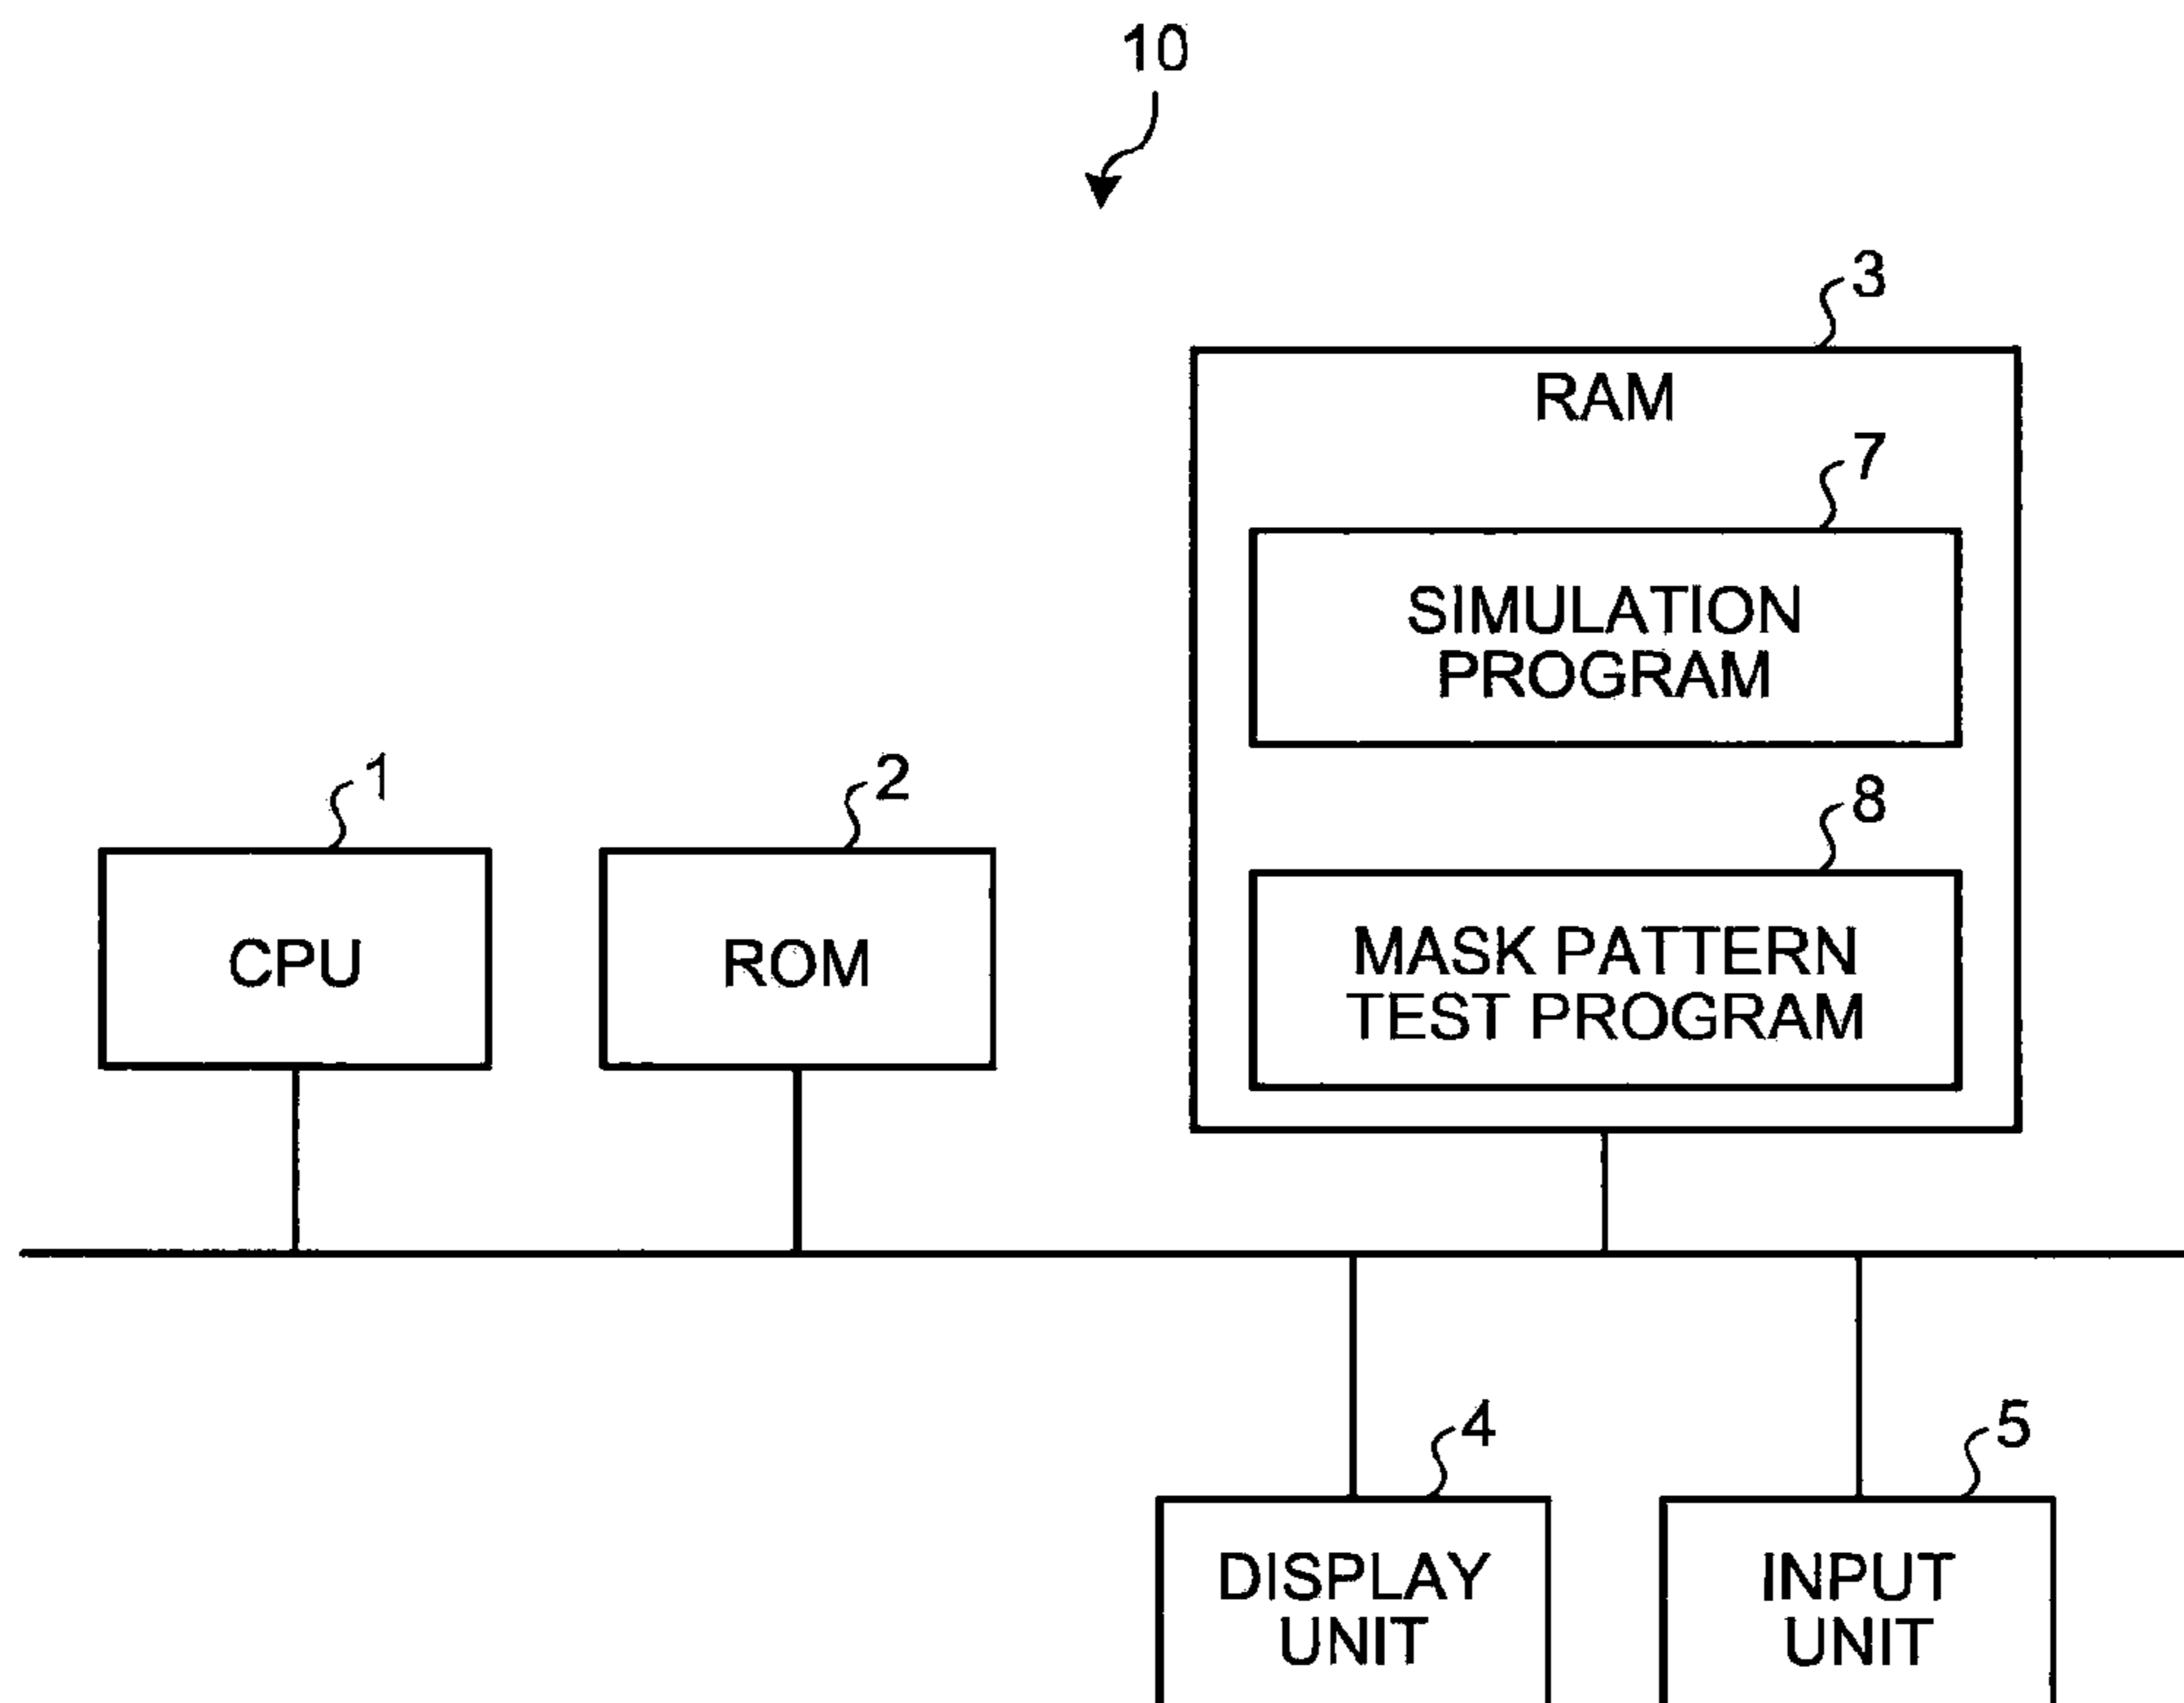 10
3
RAM
7
SIMULATION
PROGRAM
1
2
8
CPU
ROM
MASK PATTERN
TEST PROGRAM
4
5
DISPLAY
UNIT
INPUT
UNIT